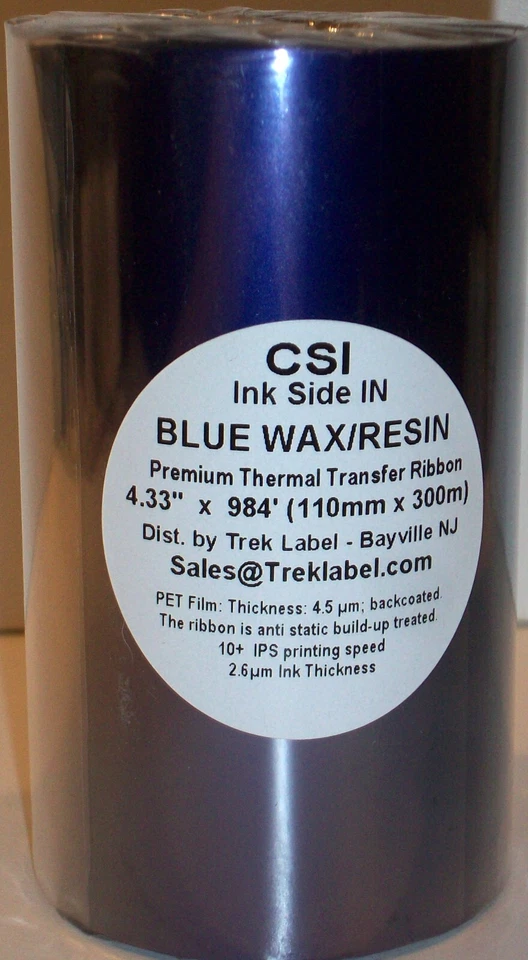 CSI
Ink Side IN
BLUE WAX/RESIN
Premium Thermal Transfer Ribbon
4.33" x 984' (110mm x 300m)
Dist. by Trek Label - Bayville NJ
Sales@Treklabel.com
PET Film: Thickness: 4.5 µm; backcoated.
The ribbon is anti static build-up treated.
10+ IPS printing speed
2.6µm Ink Thickness